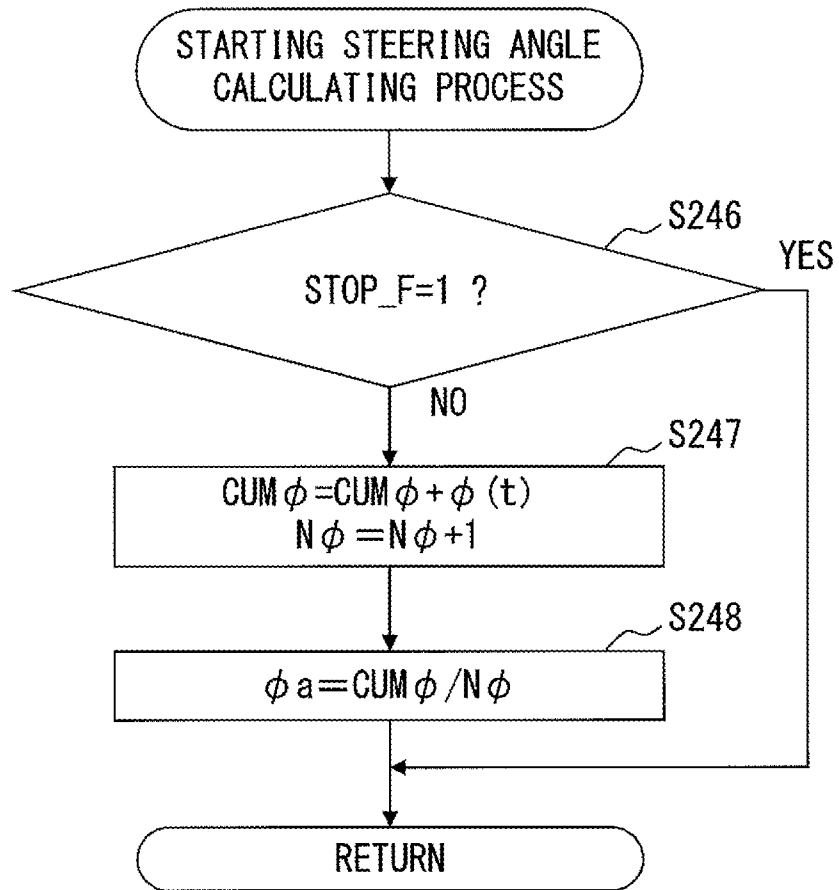 STARTING STEERING ANGLE
CALCULATING PROCESS
S246
YES
STOP_F=1 ?
NO
S247
CUMφ=CUMφ+φ(t)
Nφ=Nφ+1
S248
φa=CUMφ/Nφ
RETURN